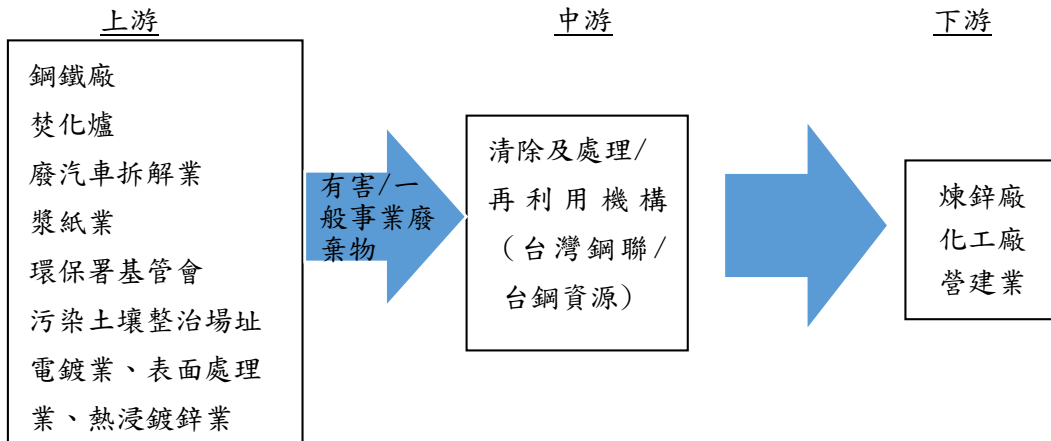 上游
鋼鐵廠
焚化爐
廢汽車拆解業
漿紙業
環保署基管會
污染土壤整治場址
電鍍業、表面處理
業、熱浸鍍鋅業
有害/一
般事業廢
棄物
中游
清除及處理/
再利用機構
（台灣鋼聯/
台鋼資源）
下游
煉鋅廠
化工廠
營建業